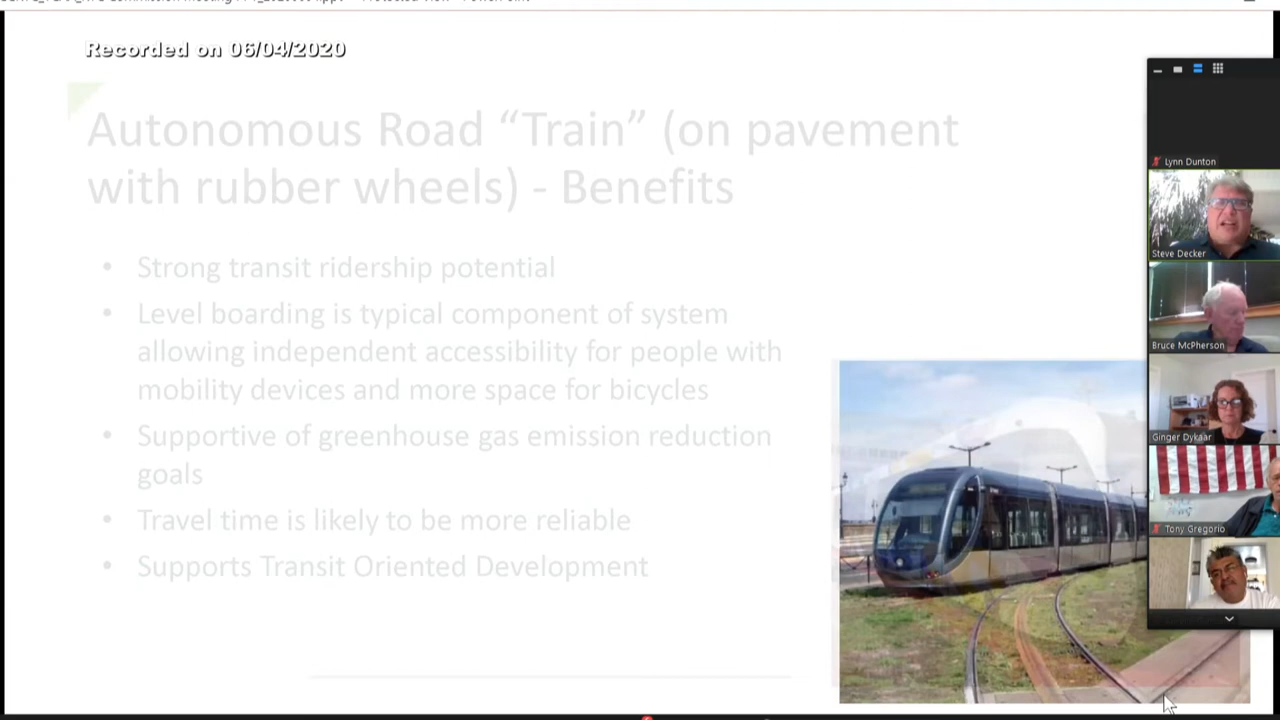 Recorded on 06/04/2020
Autonomous Road “Train” (on pavement
with rubber wheels) - Benefits
• Strong transit ridership potential
• Level boarding is typical component of system
allowing independent accessibility for people with
mobility devices and more space for bicycles
• Supportive of greenhouse gas emission reduction
goals
• Travel time is likely to be more reliable
• Supports Transit Oriented Development
Lynn Dunton
Steve Decker
Bruce McPherson
Ginger Dykaar
Tony Gregorio